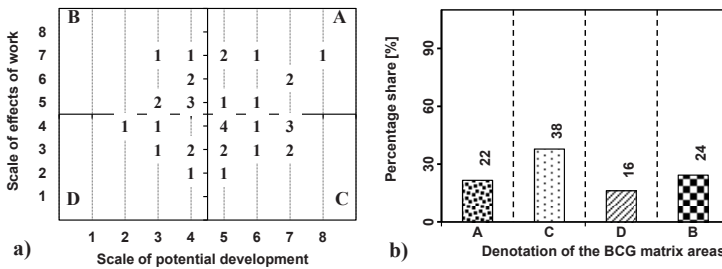 B A
Scale of effects of work
8
7 1 1 2 1 1
6 2 2
5 2 3 1 1
4 1 1 4 1 3
3 1 2 2 1 2
2 1 1
1
D C
1 2 3 4 5 6 7 8
a) Scale of potential development
Percentage share [%]
90
60
30
0
22
38
16
24
A C D B
b) Denotation of the BCG matrix areas